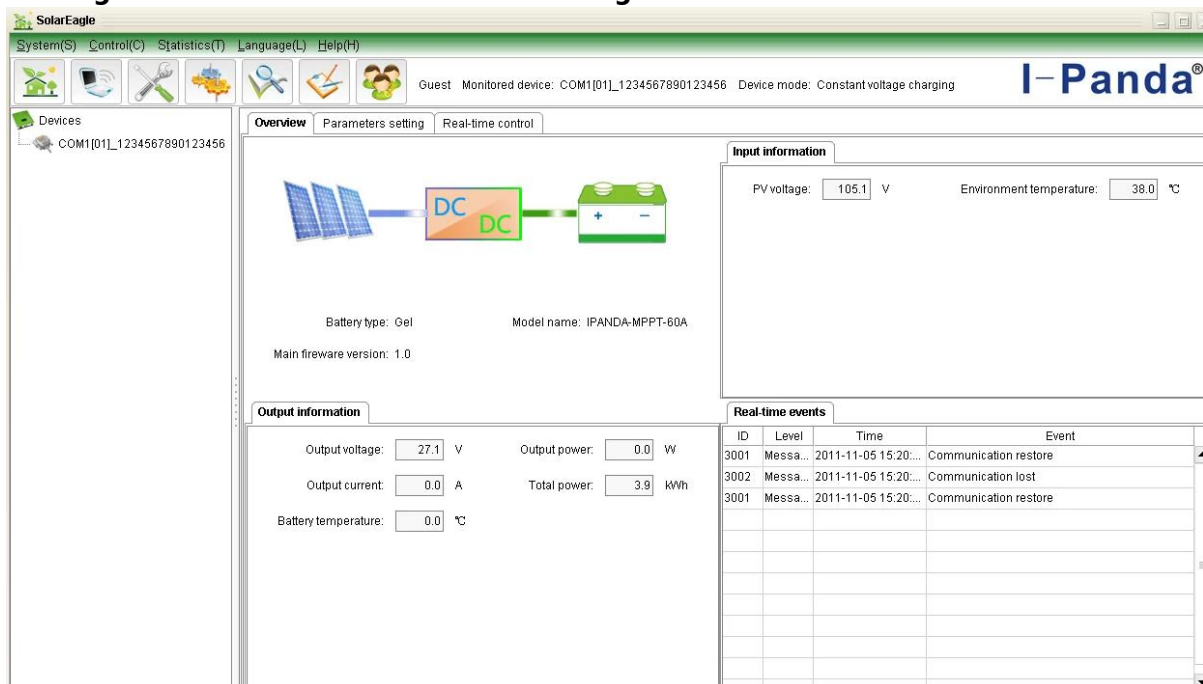 SolarEagle
System(S) Control(C) Statistics(T) Language(L) Help(H)
Guest Monitored device: COM1[01]_1234567890123456 Device mode: Constant voltage charging
I-Panda®
Devices
COM1[01]_1234567890123456
Overview Parameters setting Real-time control
DC
DC
+ −
Battery type: Gel Model name: IPANDA-MPPT-60A
Main fireware version: 1.0
Input information
PV voltage: 105.1 V Environment temperature: 38.0 ℃
Output information
Output voltage: 27.1 V Output power: 0.0 W
Output current: 0.0 A Total power: 3.9 kWh
Battery temperature: 0.0 ℃
Real-time events
ID Level Time Event
3001 Messa... 2011-11-05 15:20:... Communication restore
3002 Messa... 2011-11-05 15:20:... Communication lost
3001 Messa... 2011-11-05 15:20:... Communication restore